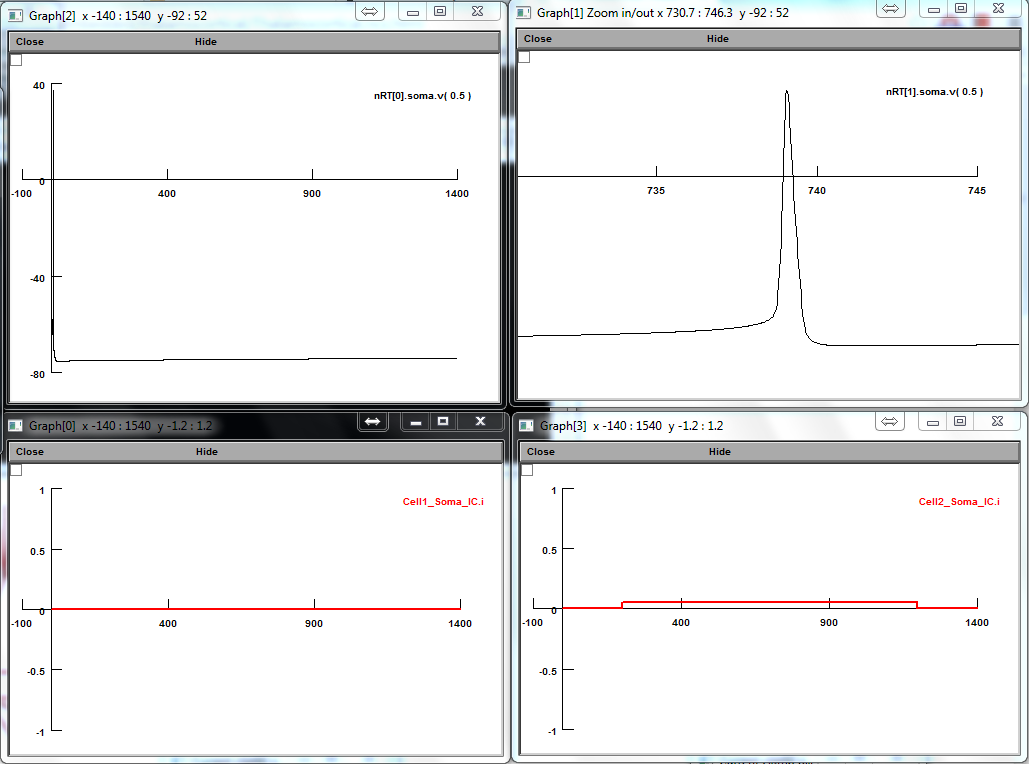 Graph[2] x -140 : 1540 y -92 : 52
Close Hide
nRT[0].soma.v( 0.5 )
40
0
-100 400 900 1400
-40
-80
Graph[1] Zoom in/out x 730.7 : 746.3 y -92 : 52
Close Hide
nRT[1].soma.v( 0.5 )
735 740 745
Graph[0] x -140 : 1540 y -1.2 : 1.2
Close Hide
Cell1_Soma_IC.i
1
0.5
0
-100 400 900 1400
-0.5
-1
Graph[3] x -140 : 1540 y -1.2 : 1.2
Close Hide
Cell2_Soma_IC.i
1
0.5
0
-100 400 900 1400
-0.5
-1